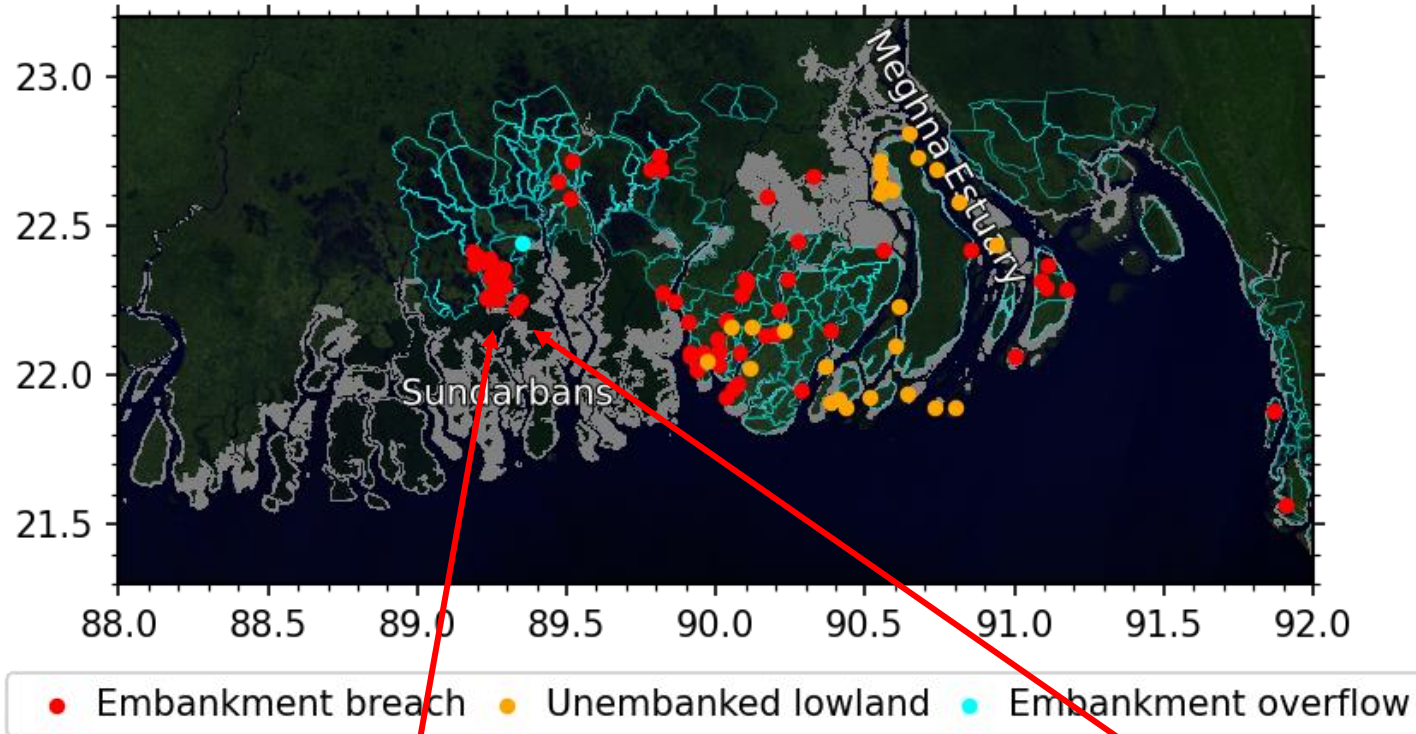 23.0
22.5
22.0
21.5
Meghna Estuary
Sundarbans
88.0 88.5 89.0 89.5 90.0 90.5 91.0 91.5 92.0
Embankment breach Unembanked lowland Embankment overflow